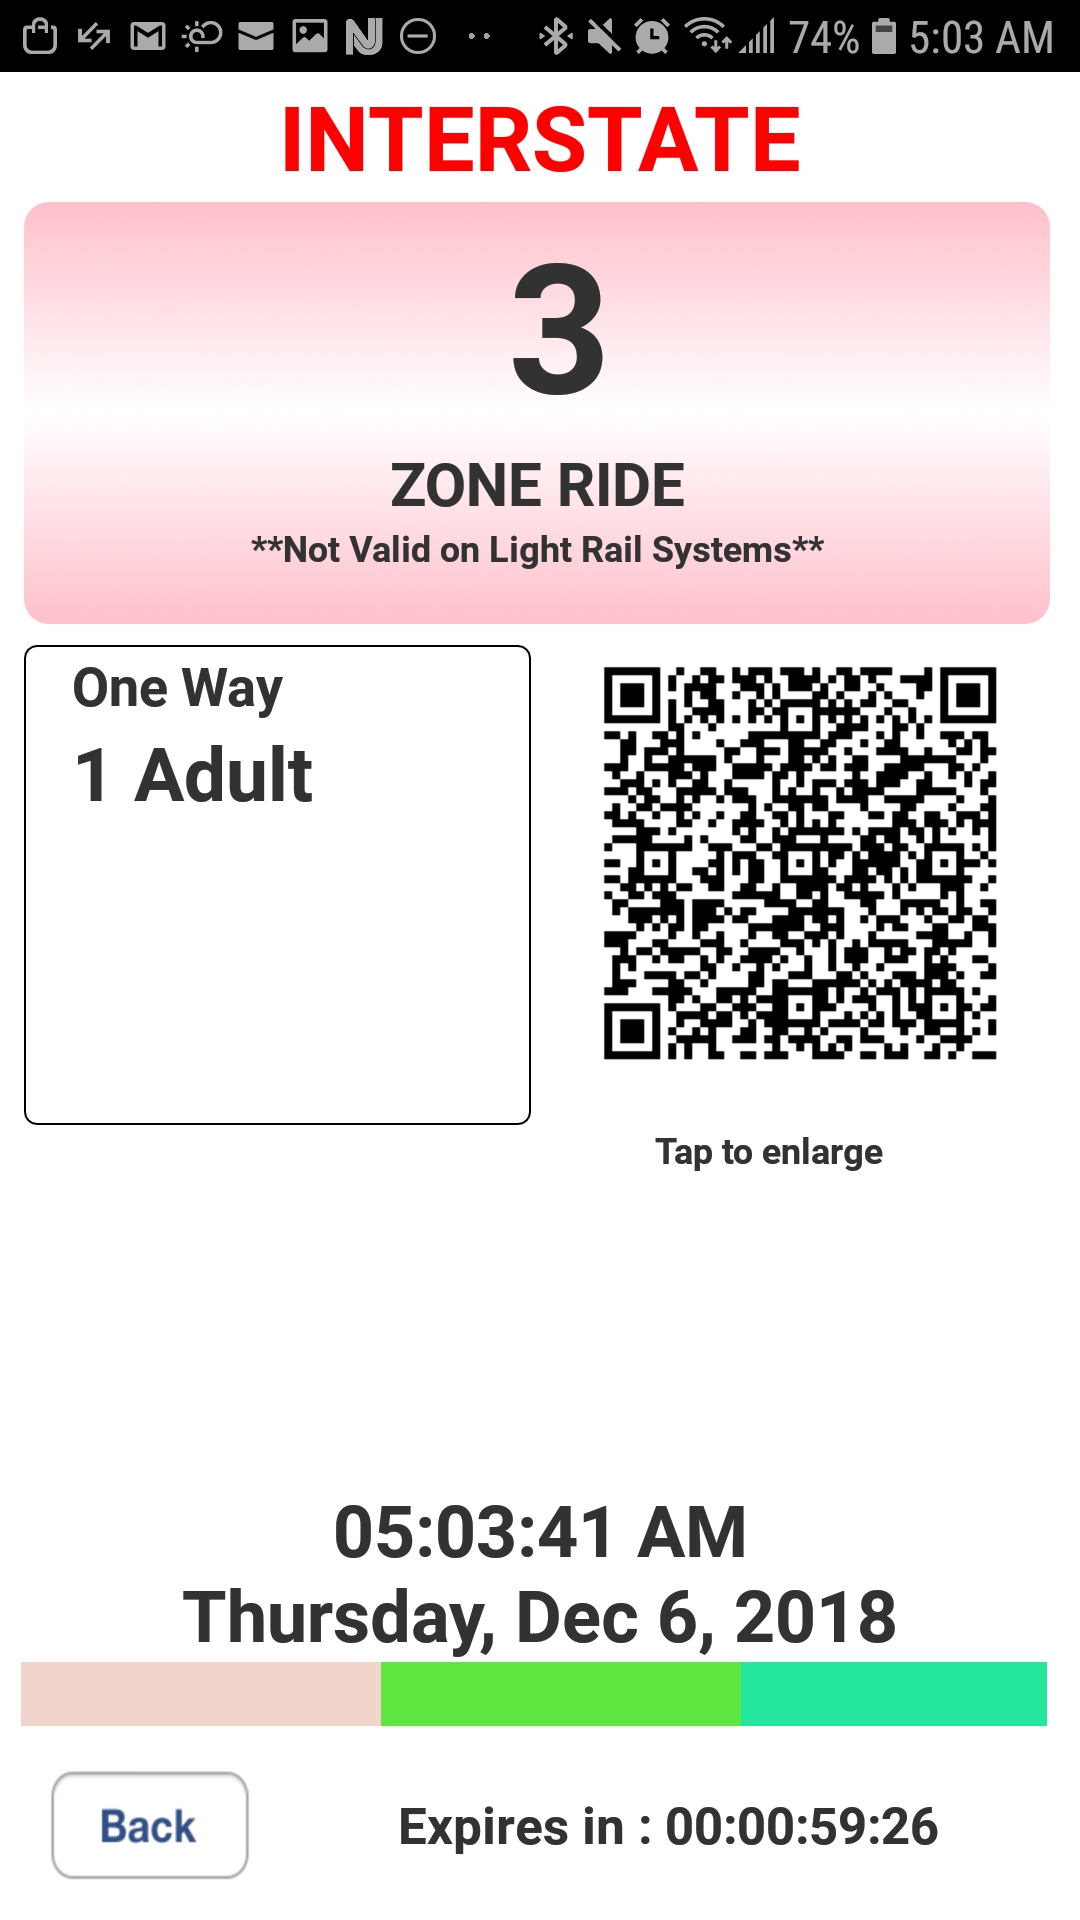 74% 5:03 AM
INTERSTATE
3
ZONE RIDE
**Not Valid on Light Rail Systems**
One Way
1 Adult
Tap to enlarge
05:03:41 AM
Thursday, Dec 6, 2018
Back
Expires in : 00:00:59:26